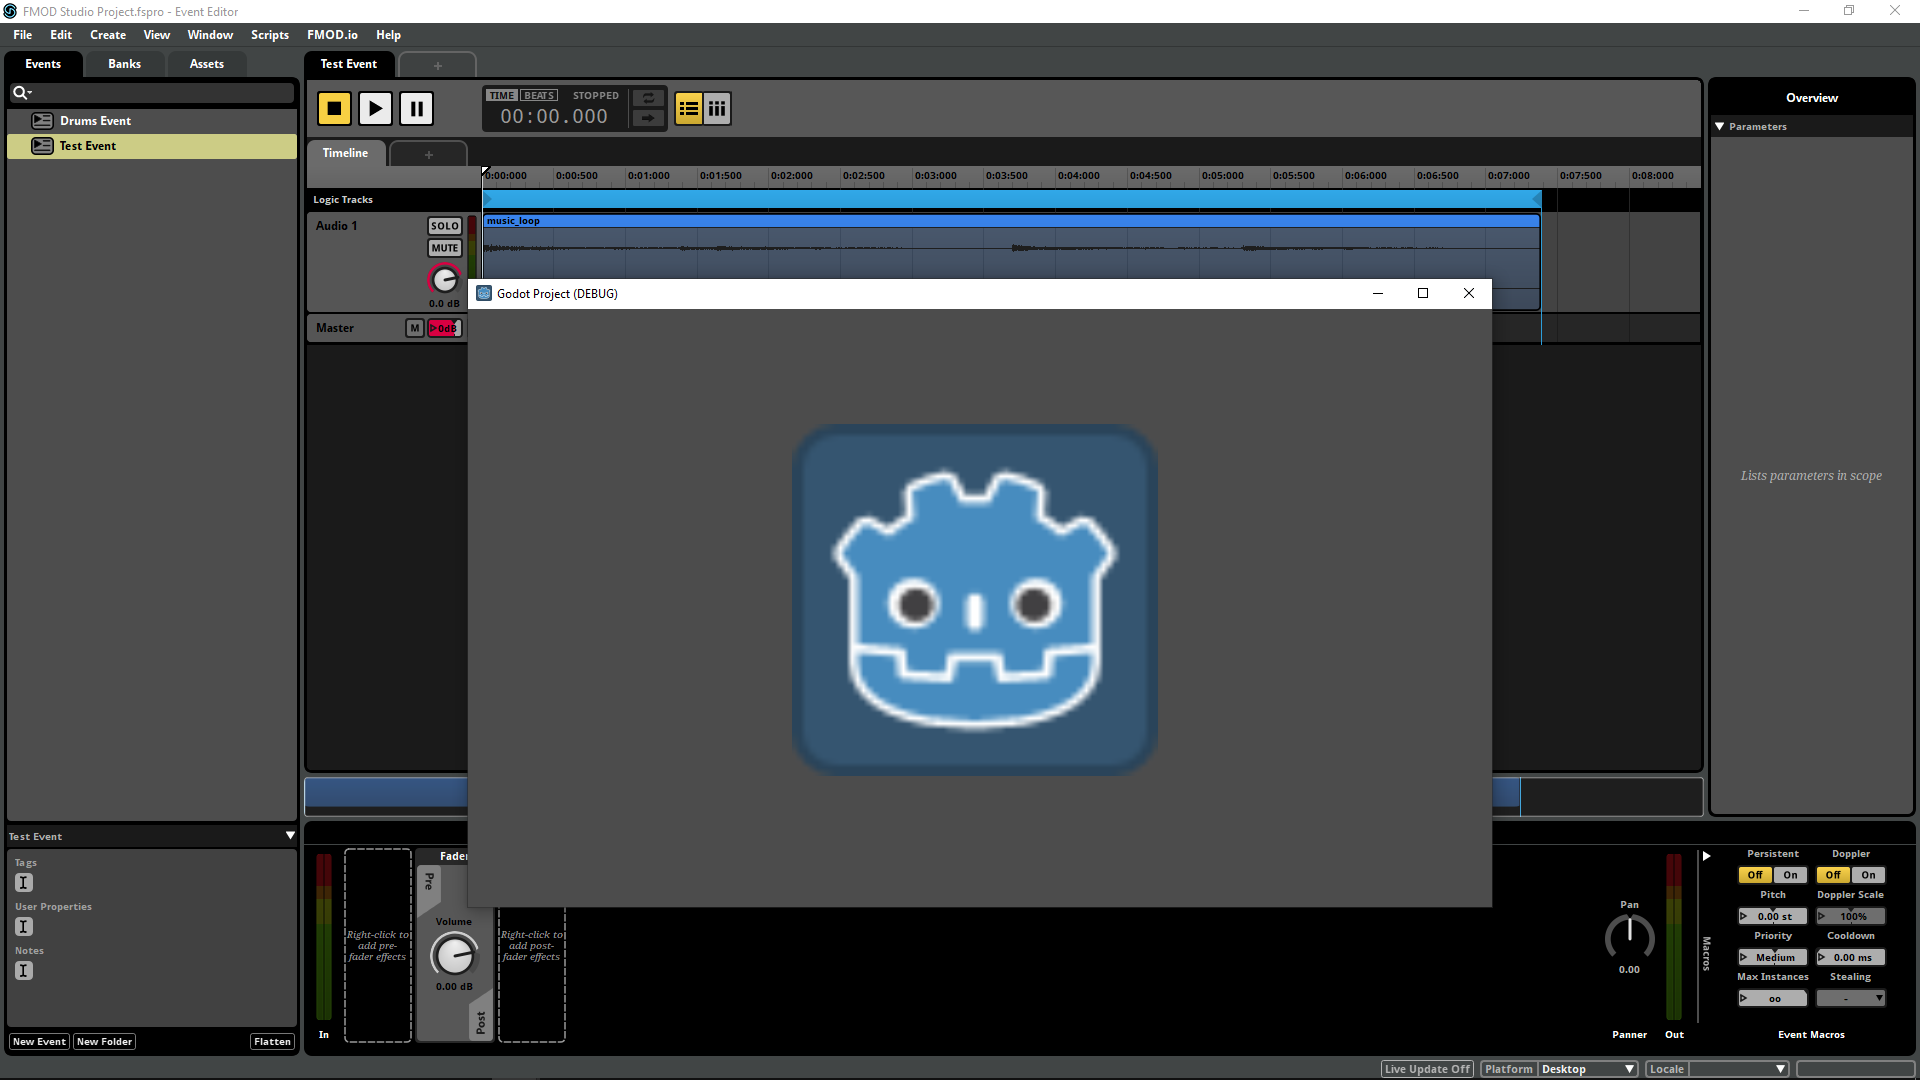 FMOD Studio Project.fspro - Event Editor
File Edit Create View Window Scripts FMOD.io Help
Events Banks Assets
Test Event +
Drums Event
Test Event
TIME BEATS STOPPED
00:00.000
Timeline +
0:00:000 0:00:500 0:01:000 0:01:500 0:02:000 0:02:500 0:03:000 0:03:500 0:04:000 0:04:500 0:05:000 0:05:500 0:06:000 0:06:500 0:07:000 0:07:500 0:08:000
Logic Tracks
Audio 1 SOLO
MUTE
0.0 dB
music_loop
Master M 0dB
Godot Project (DEBUG)
Overview
Parameters
Lists parameters in scope
Test Event
Tags
User Properties
Notes
New Event New Folder Flatten
In
Right-click to
add pre-
fader effects
Fader
Pre
Volume
0.00 dB
Post
Right-click to
add post-
fader effects
Pan
0.00
Panner
Out
Macros
Persistent Doppler
Off On Off On
Pitch Doppler Scale
0.00 st 100%
Priority Cooldown
Medium 0.00 ms
Max Instances Stealing
oo -
Event Macros
Live Update Off Platform Desktop Locale